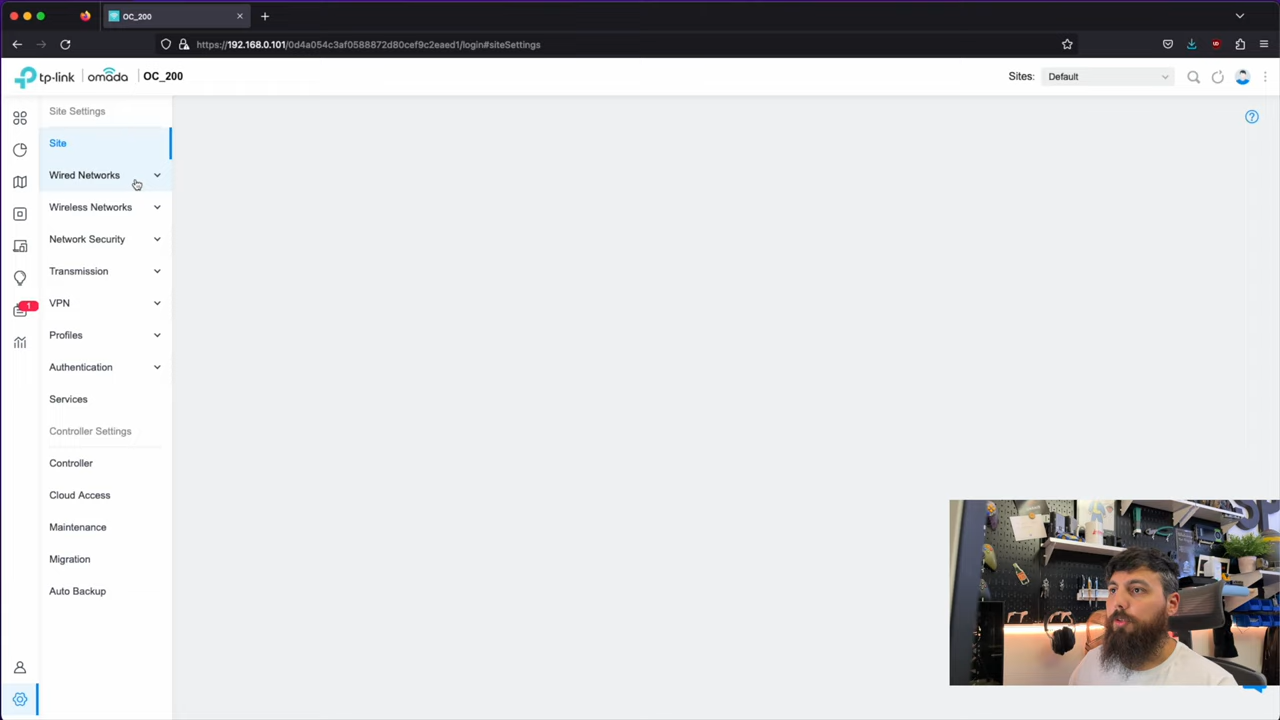 OC_200
https://192.168.0.101/0d4a054c3af0588872d80cef9c2eaed1/login#siteSettings
tp-link omada OC_200
Sites: Default
Site Settings
Site
Wired Networks
Wireless Networks
Network Security
Transmission
VPN
1
Profiles
Authentication
Services
Controller Settings
Controller
Cloud Access
Maintenance
Migration
Auto Backup